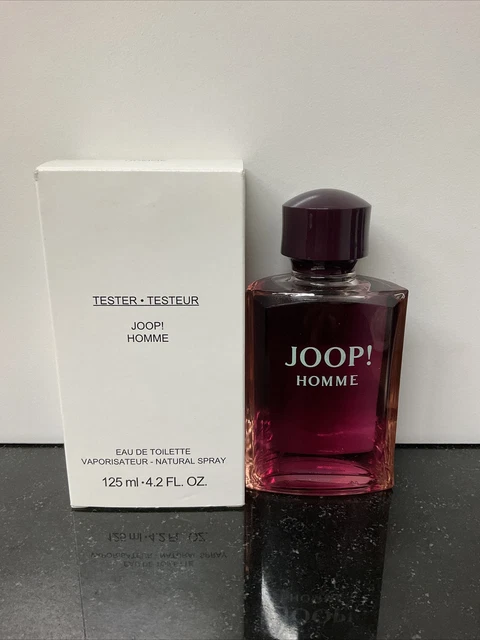 TESTER • TESTEUR
JOOP!
HOMME
EAU DE TOILETTE
VAPORISATEUR - NATURAL SPRAY
125 ml • 4.2 FL. OZ.
JOOP!
HOMME